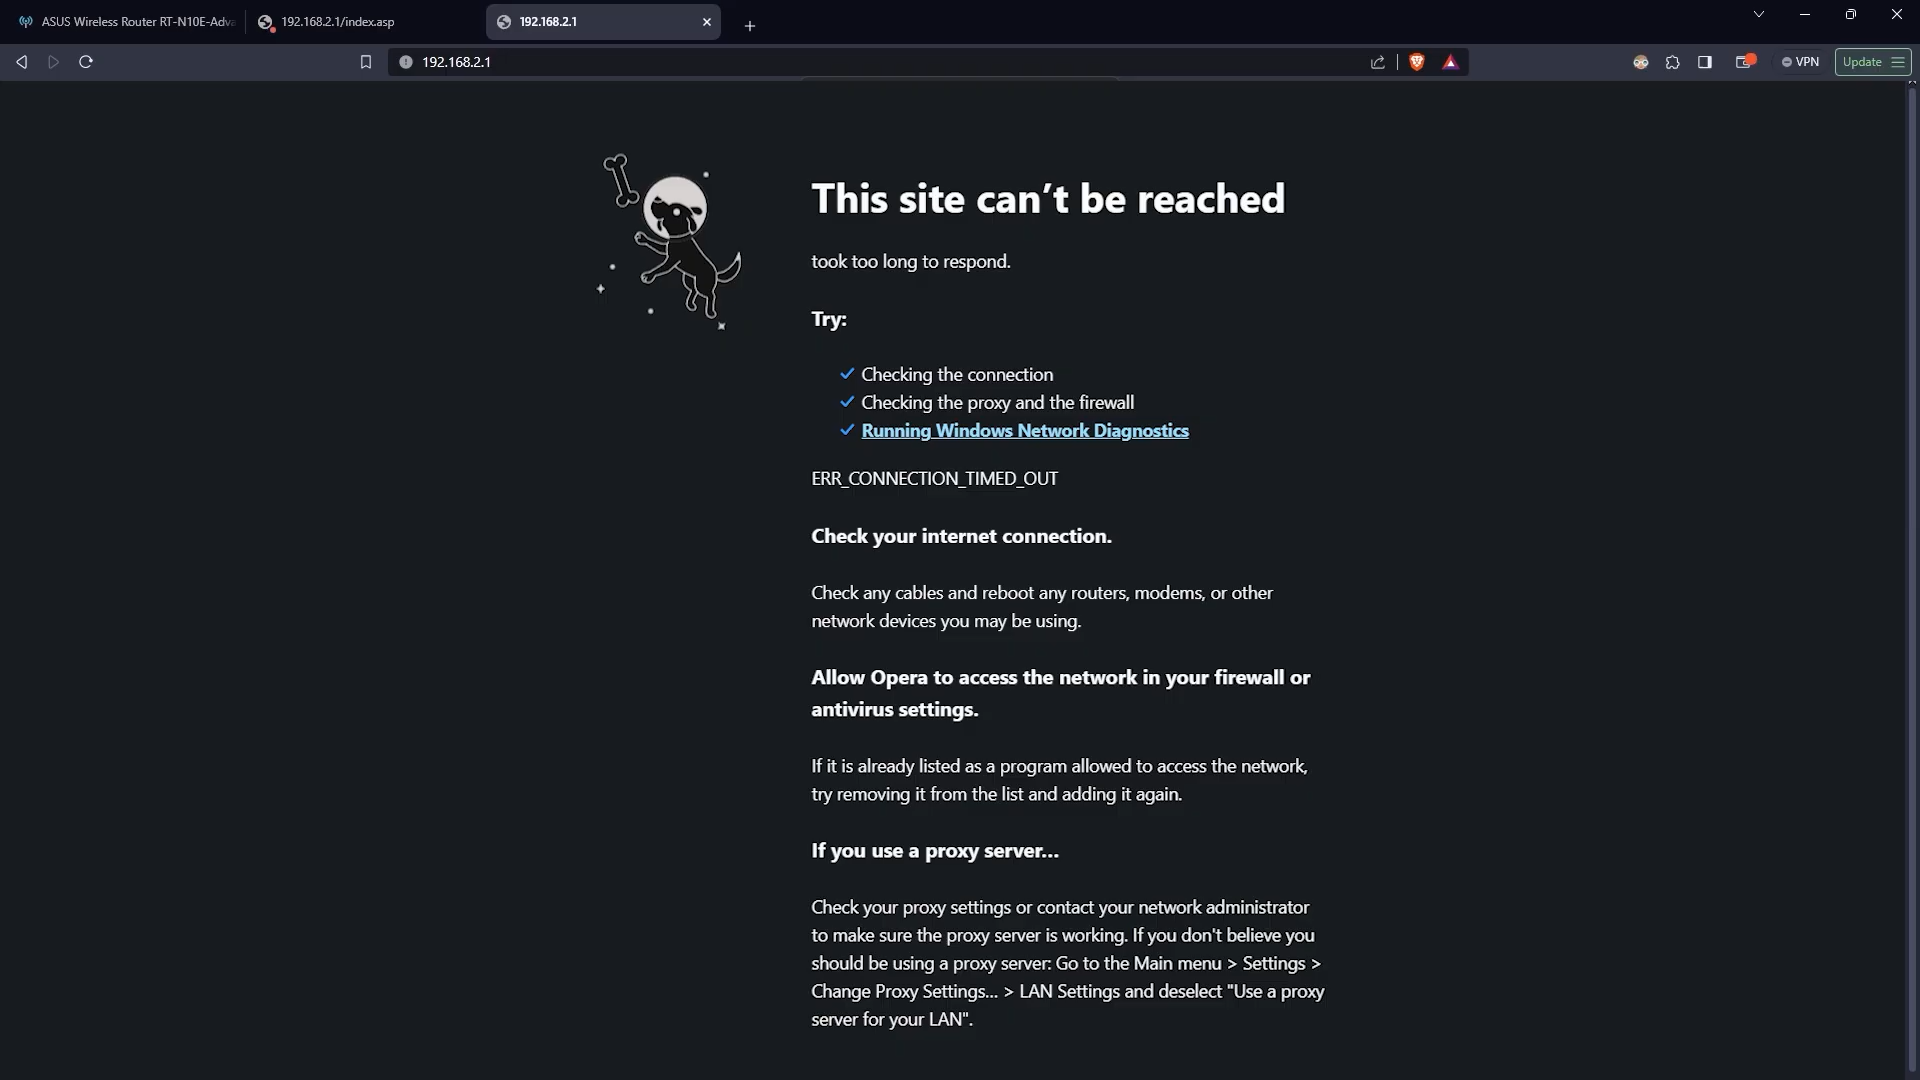 ASUS Wireless Router RT-N10E-Adva
192.168.2.1/index.asp
192.168.2.1
192.168.2.1
VPN
Update
This site can’t be reached
took too long to respond.
Try:
Checking the connection
Checking the proxy and the firewall
Running Windows Network Diagnostics
ERR_CONNECTION_TIMED_OUT
Check your internet connection.
Check any cables and reboot any routers, modems, or other
network devices you may be using.
Allow Opera to access the network in your firewall or
antivirus settings.
If it is already listed as a program allowed to access the network,
try removing it from the list and adding it again.
If you use a proxy server...
Check your proxy settings or contact your network administrator
to make sure the proxy server is working. If you don't believe you
should be using a proxy server: Go to the Main menu > Settings >
Change Proxy Settings... > LAN Settings and deselect "Use a proxy
server for your LAN".